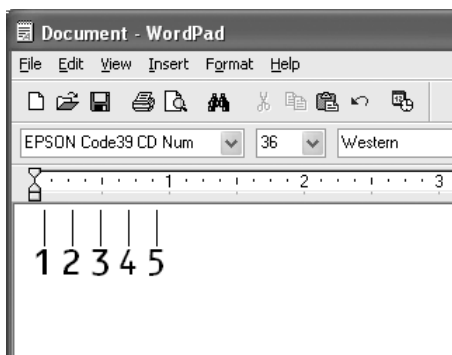 Document - WordPad
File Edit View Insert Format Help
EPSON Code39 CD Num 36 Western
1 2 3
1 2 3 4 5